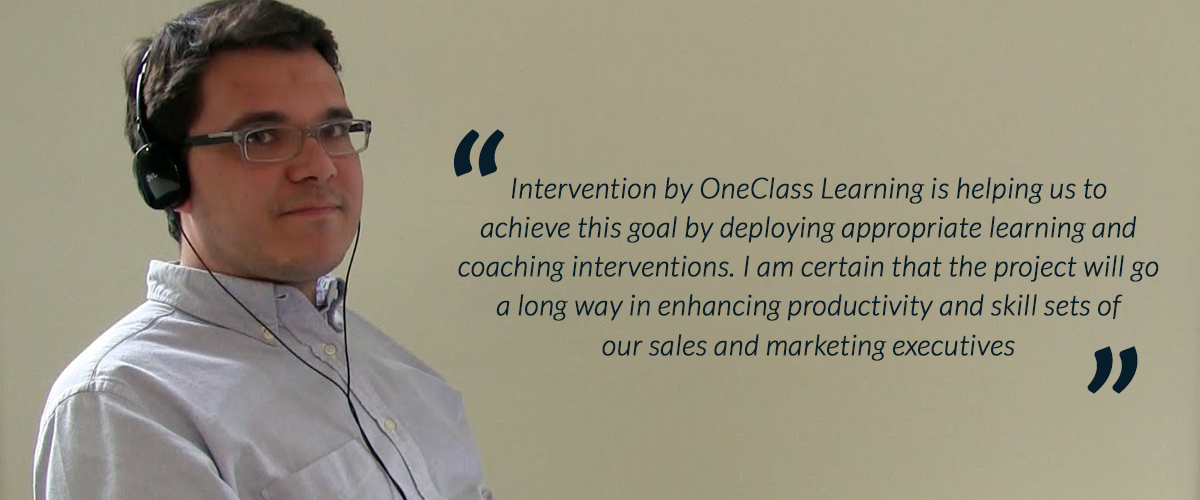 “
Intervention by OneClass Learning is helping us to
achieve this goal by deploying appropriate learning and
coaching interventions. I am certain that the project will go
a long way in enhancing productivity and skill sets of
our sales and marketing executives
”